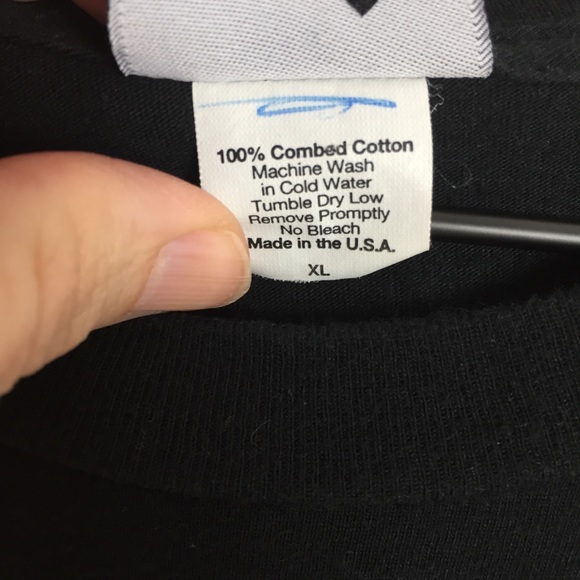 100% Combed Cotton
Machine Wash
in Cold Water
Tumble Dry Low
Remove Promptly
No Bleach
Made in the U.S.A.
XL